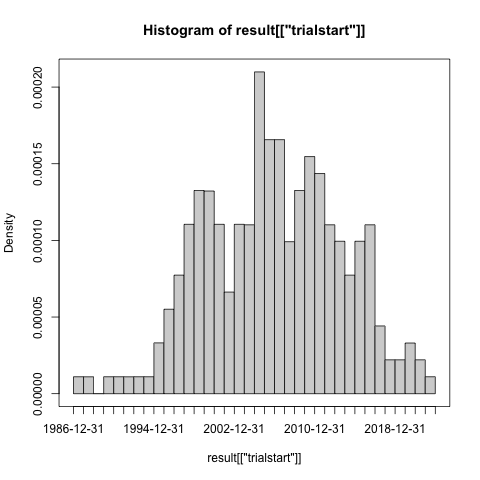 Histogram of result[["trialstart"]]
Density
0.00020
0.00015
0.00010
0.00005
0.00000
1986-12-31 1994-12-31 2002-12-31 2010-12-31 2018-12-31
result[["trialstart"]]